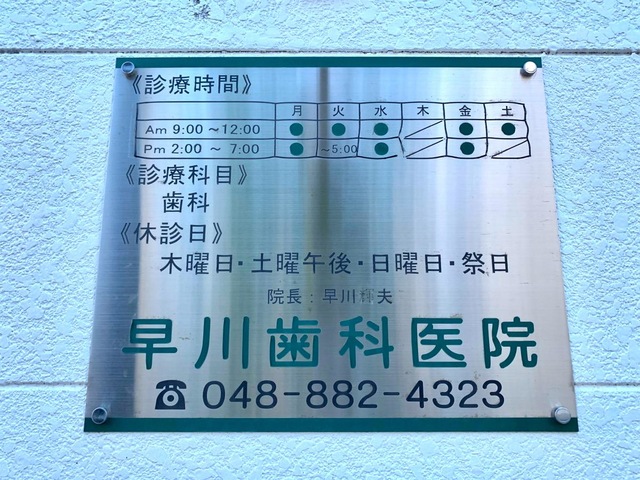 《診療時間》
月 火 水 木 金 土
Am 9:00 ~ 12:00 ● ● ● ／ ● ●
Pm 2:00 ~ 7:00 ● ~5:00 ● ／ ● ／
《診療科目》
歯科
《休診日》
木曜日・土曜午後・日曜日・祭日
院長：早川輝夫
早川歯科医院
☎ 048-882-4323